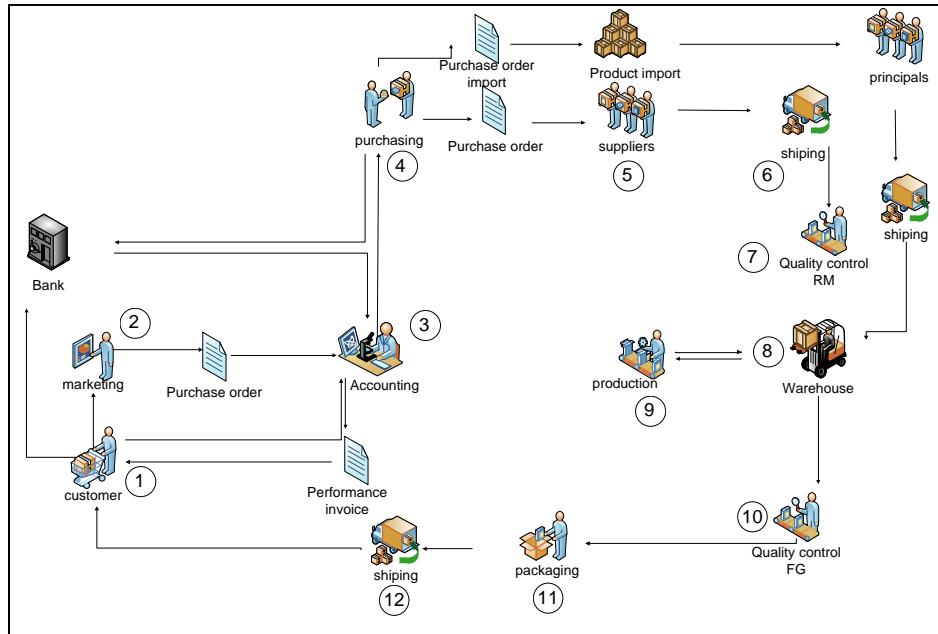 Purchase order
import
Product import
principals
purchasing
4
Purchase order
suppliers
5
shiping
6
shiping
7
Quality control
RM
Bank
2
3
marketing
Purchase order
Accounting
production
9
8
Warehouse
customer
1
Performance
invoice
10
Quality control
FG
shiping
12
packaging
11